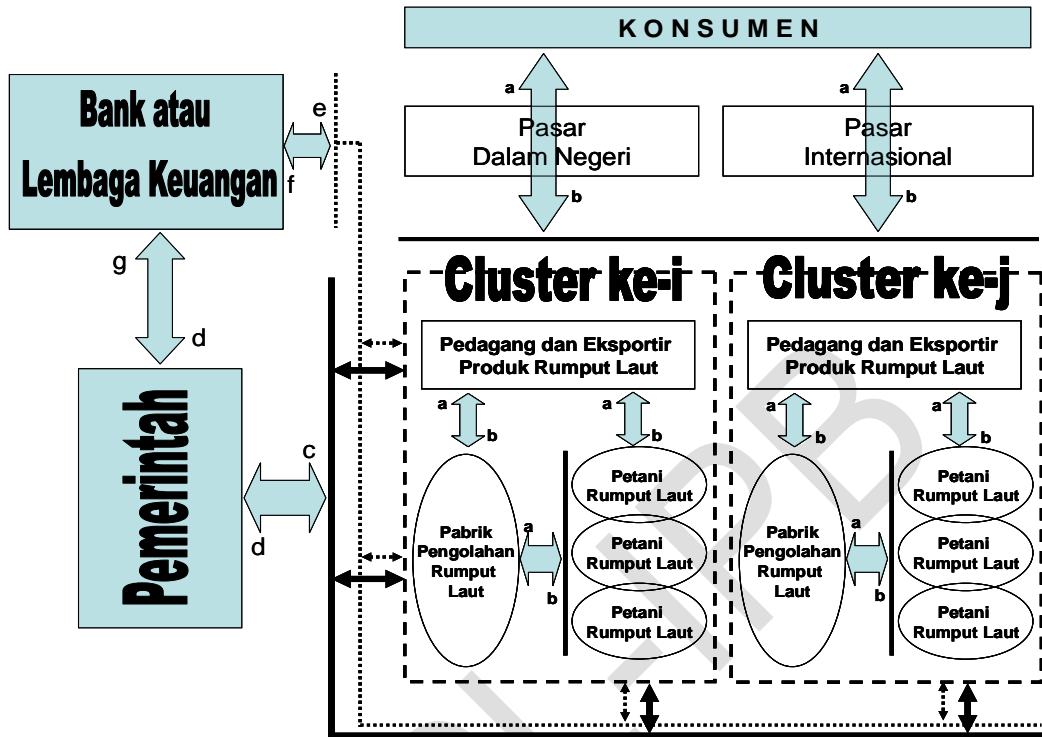 KONSUMEN
Bank atau
Lembaga Keuangan
e
f
a
a
Pasar
Dalam Negeri
Pasar
Internasional
b
b
g
d
Cluster ke-i
Cluster ke-j
Pedagang dan Eksportir
Produk Rumput Laut
Pedagang dan Eksportir
Produk Rumput Laut
a
b
a
b
a
b
a
b
Pemerintah
c
d
Pabrik
Pengolahan
Rumput
Laut
a
b
Petani
Rumput Laut
Petani
Rumput Laut
Petani
Rumput Laut
Pabrik
Pengolahan
Rumput
Laut
a
b
Petani
Rumput Laut
Petani
Rumput Laut
Petani
Rumput Laut
IPB